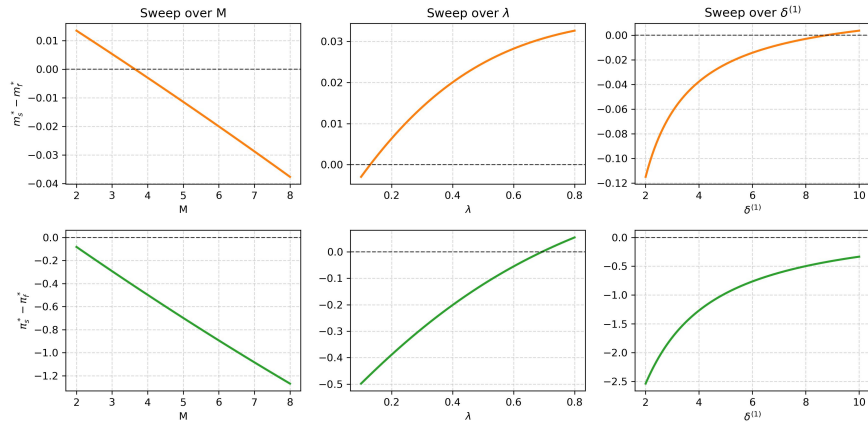 Sweep over M
m*s − m*f
0.01
0.00
−0.01
−0.02
−0.03
−0.04
2 3 4 5 6 7 8
M
Sweep over λ
0.03
0.02
0.01
0.00
0.2 0.4 0.6 0.8
λ
Sweep over δ⁽¹⁾
0.00
−0.02
−0.04
−0.06
−0.08
−0.10
−0.12
2 4 6 8 10
δ⁽¹⁾
π*s − π*f
0.0
−0.2
−0.4
−0.6
−0.8
−1.0
−1.2
2 3 4 5 6 7 8
M
0.0
−0.1
−0.2
−0.3
−0.4
−0.5
0.2 0.4 0.6 0.8
λ
0.0
−0.5
−1.0
−1.5
−2.0
−2.5
2 4 6 8 10
δ⁽¹⁾